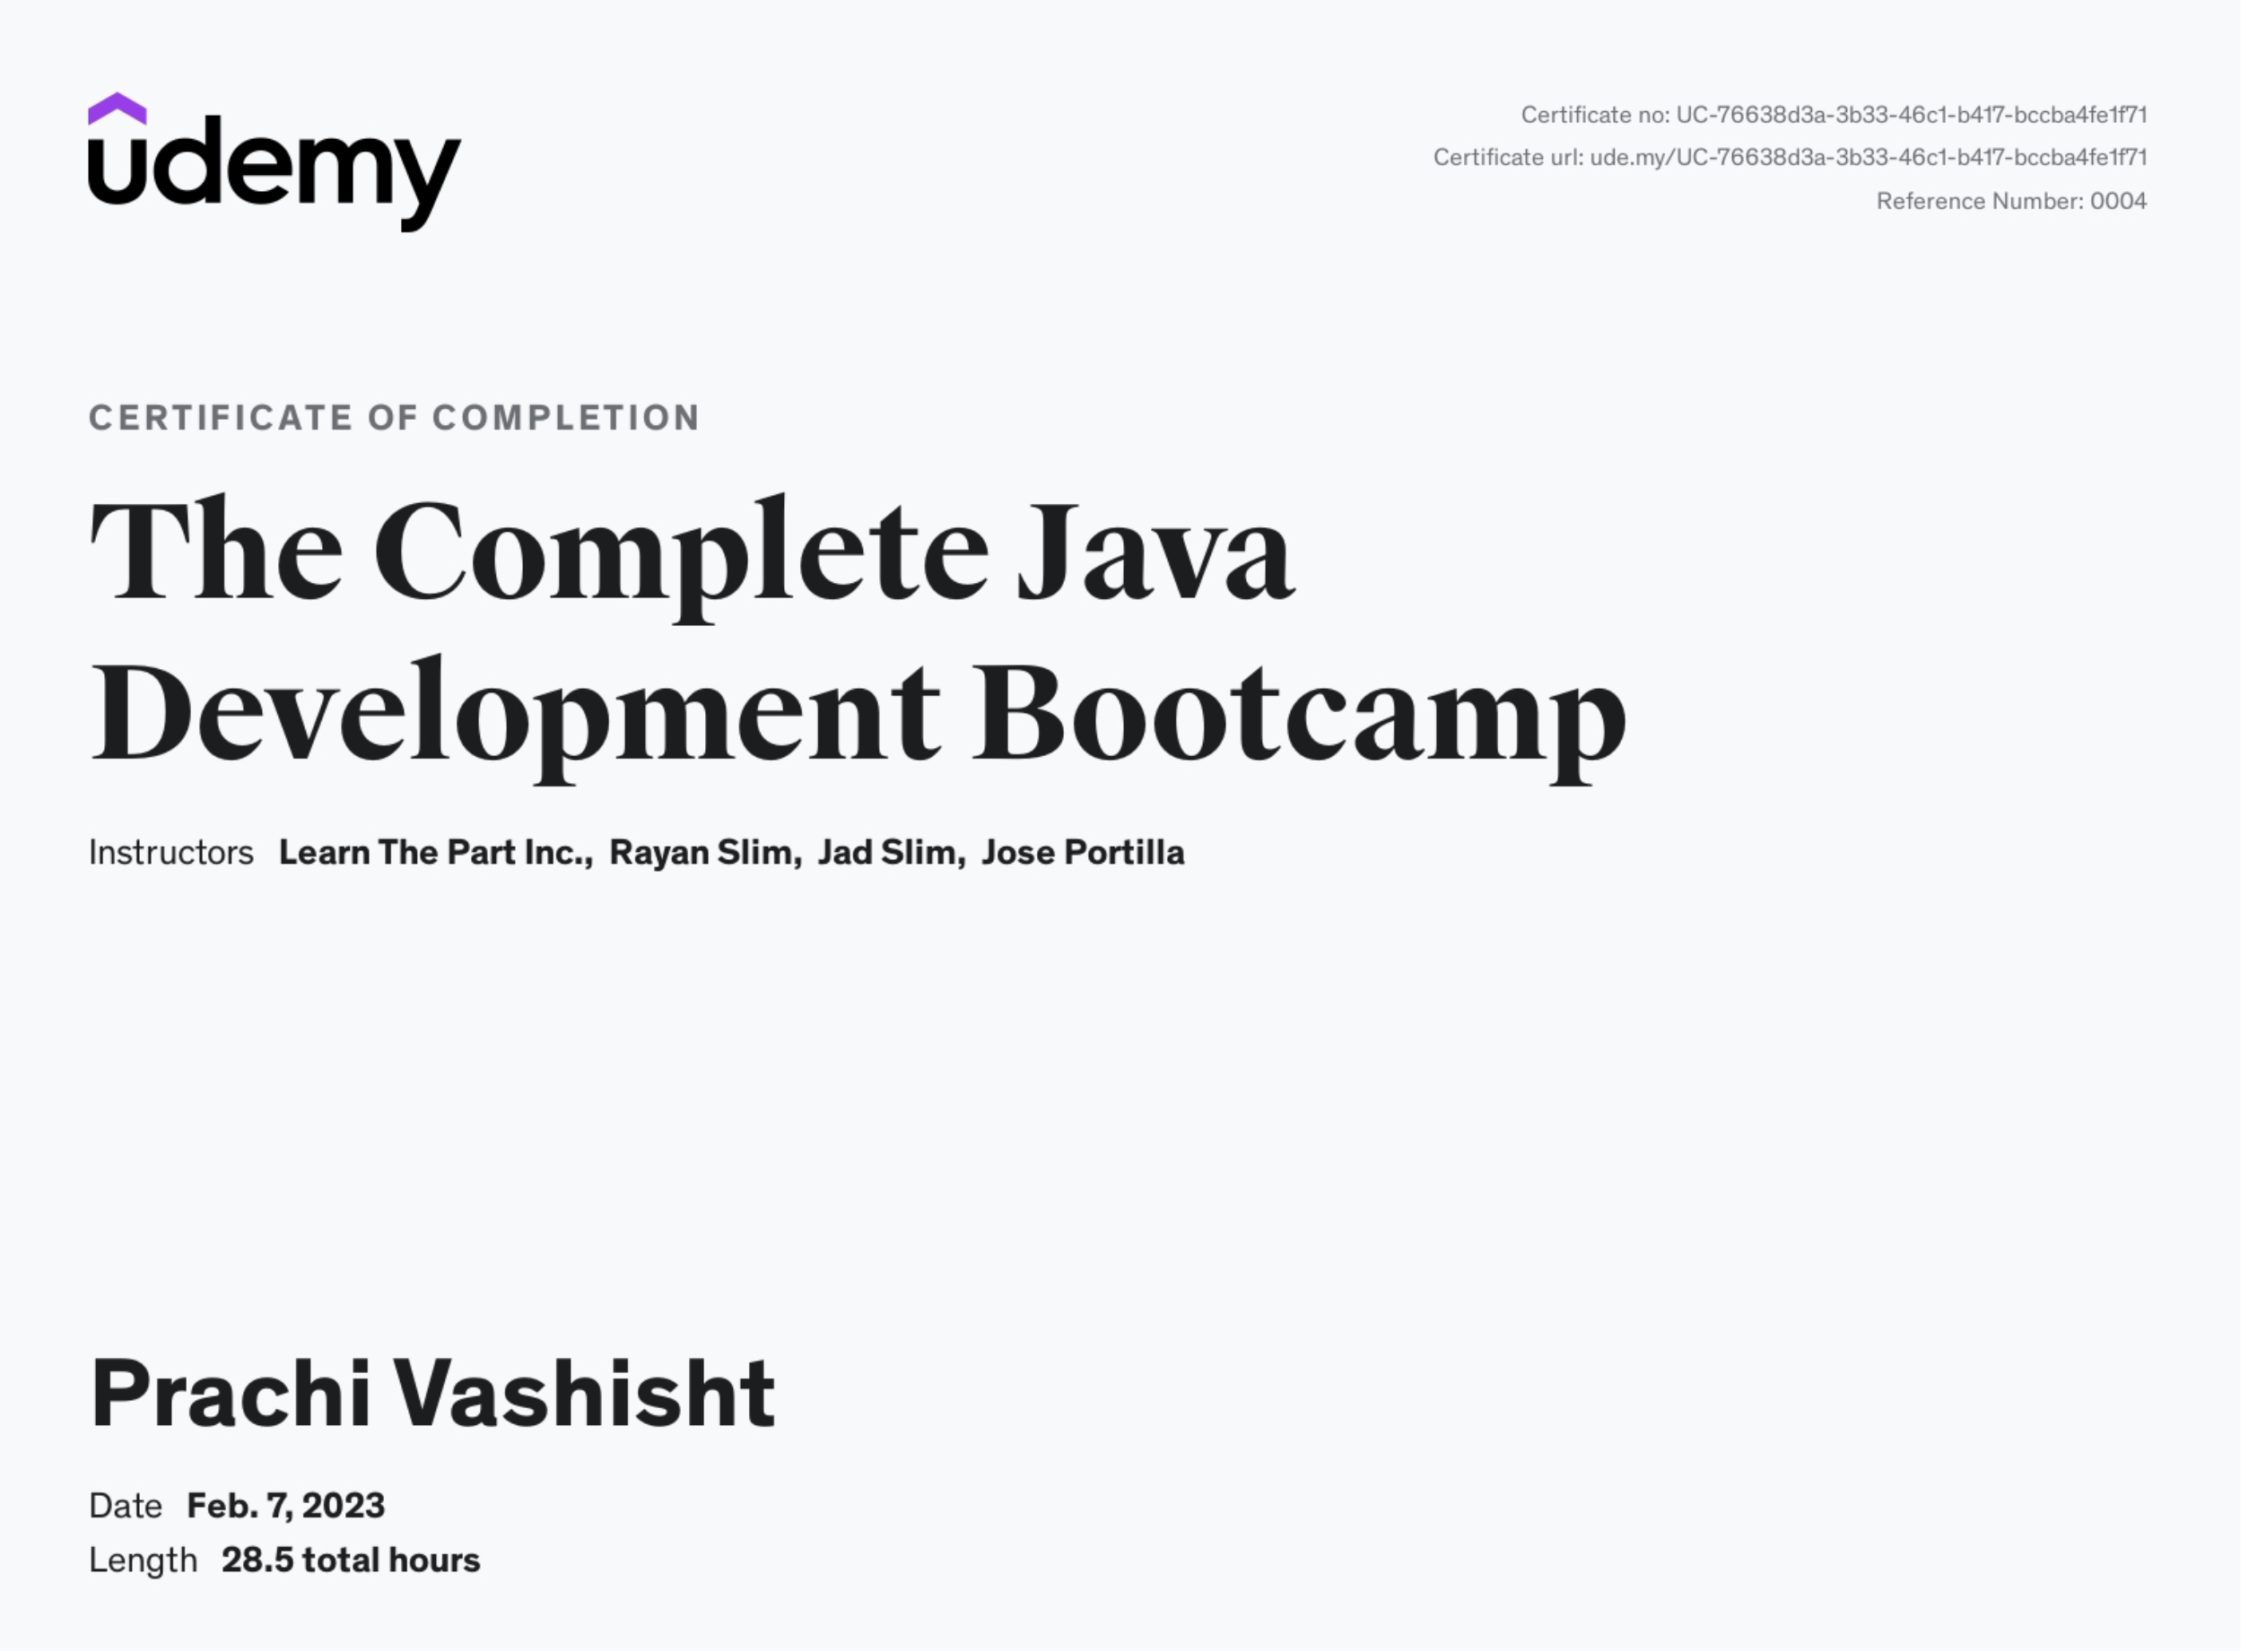 udemy
Certificate no: UC-76638d3a-3b33-46c1-b417-bccba4fe1f71
Certificate url: ude.my/UC-76638d3a-3b33-46c1-b417-bccba4fe1f71
Reference Number: 0004
CERTIFICATE OF COMPLETION
The Complete Java
Development Bootcamp
Instructors Learn The Part Inc., Rayan Slim, Jad Slim, Jose Portilla
Prachi Vashisht
Date Feb. 7, 2023
Length 28.5 total hours